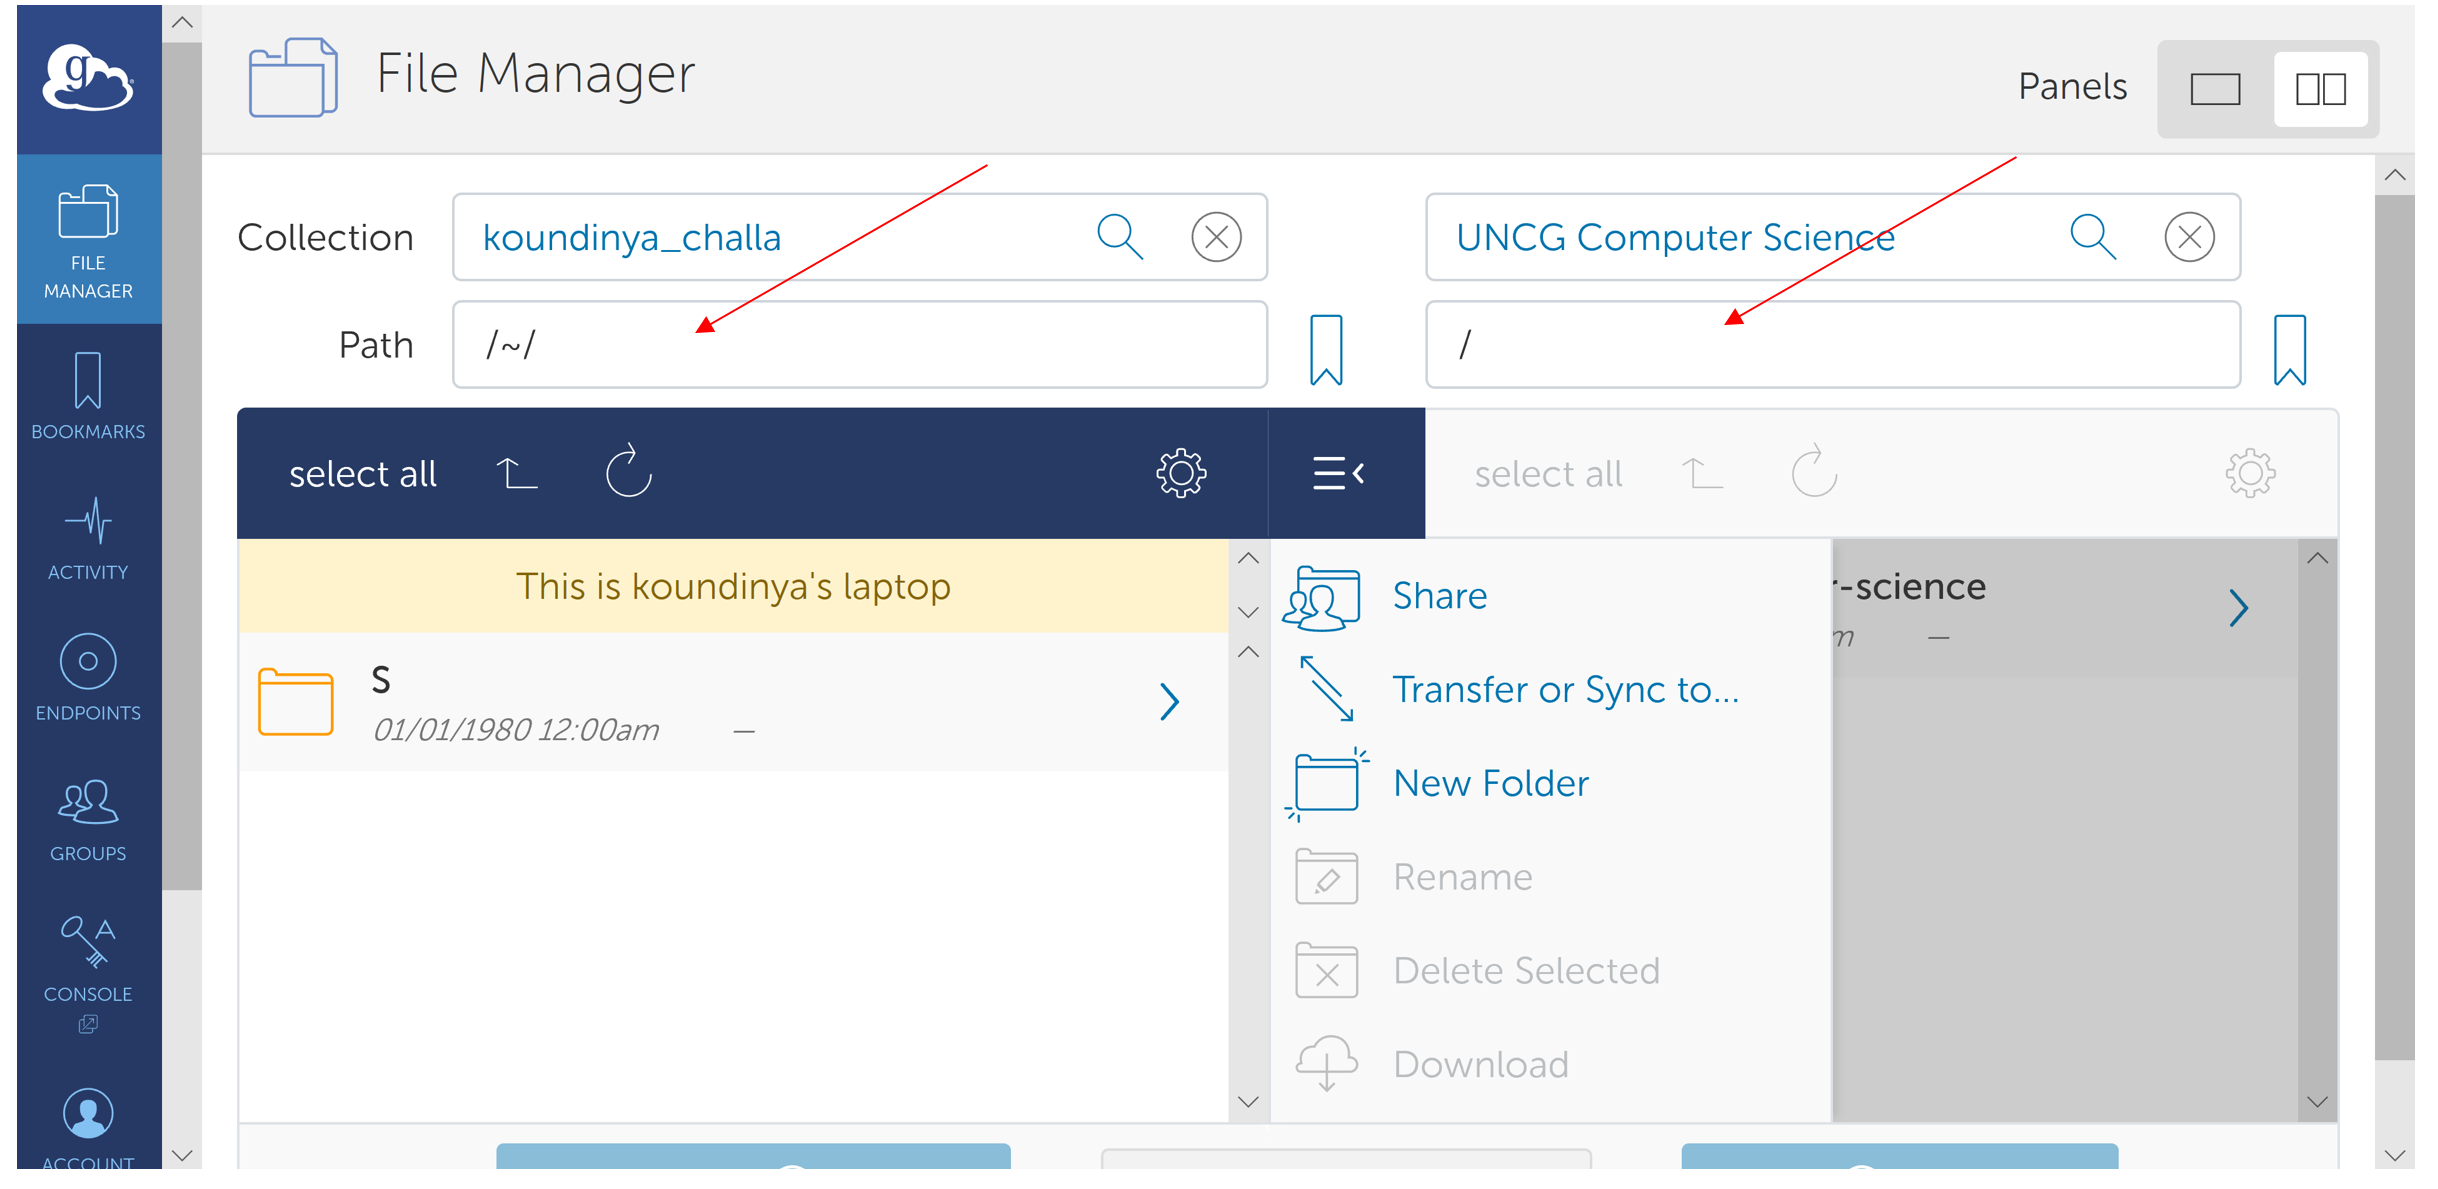 g
File Manager
Panels
FILE
MANAGER
BOOKMARKS
ACTIVITY
ENDPOINTS
GROUPS
CONSOLE
ACCOUNT
Collection
koundinya_challa
UNCG Computer Science
Path
/~/
/
select all
select all
This is koundinya's laptop
S
01/01/1980 12:00am —
Share
Transfer or Sync to...
New Folder
Rename
Delete Selected
Download
r-science
m —